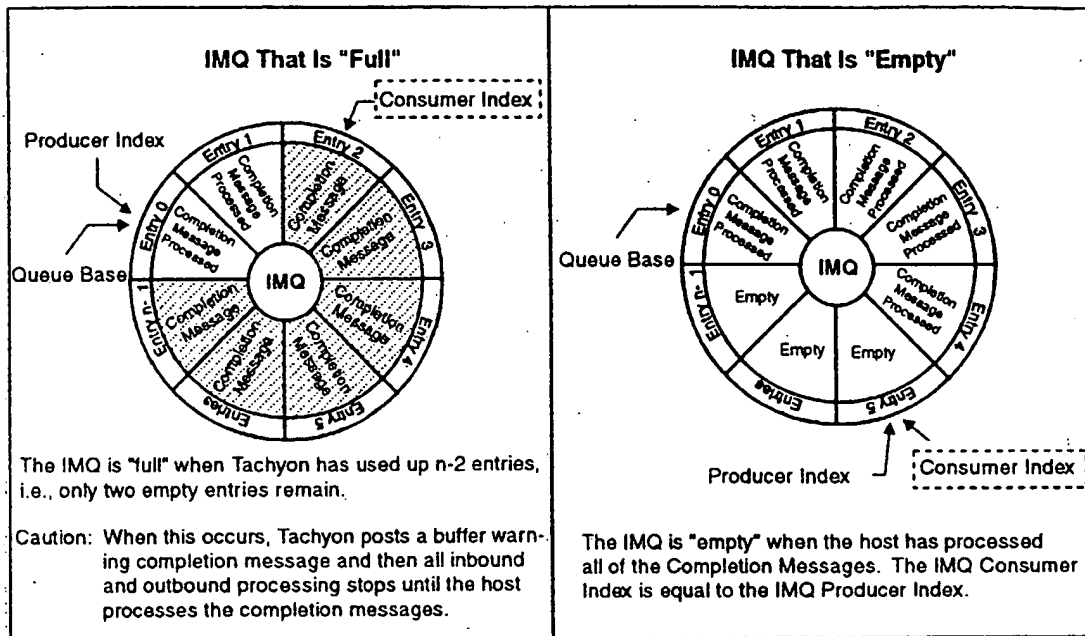 IMQ That Is "Full"
Consumer Index
Producer Index
Queue Base
Entry 0
Entry 1
Entry 2
Entry 3
Entry 4
Entry 5
Entries
Entry n- 1
Completion
Message
Processed
Completion
Message
Processed
Completion
Message
Completion
Message
Completion
Message
Completion
Message
Completion
Message
Completion
Message
IMQ
The IMQ is "full" when Tachyon has used up n-2 entries,
i.e., only two empty entries remain.
Caution: When this occurs, Tachyon posts a buffer warn-
ing completion message and then all inbound
and outbound processing stops until the host
processes the completion messages.
IMQ That Is "Empty"
Queue Base
Entry 0
Entry 1
Entry 2
Entry 3
Entry 4
Entry 5
Entries
Entry n- 1
Completion
Message
Processed
Completion
Message
Processed
Completion
Message
Processed
Completion
Message
Processed
Completion
Message
Processed
Empty
Empty
Empty
IMQ
Producer Index
Consumer Index
The IMQ is "empty" when the host has processed
all of the Completion Messages. The IMQ Consumer
Index is equal to the IMQ Producer Index.